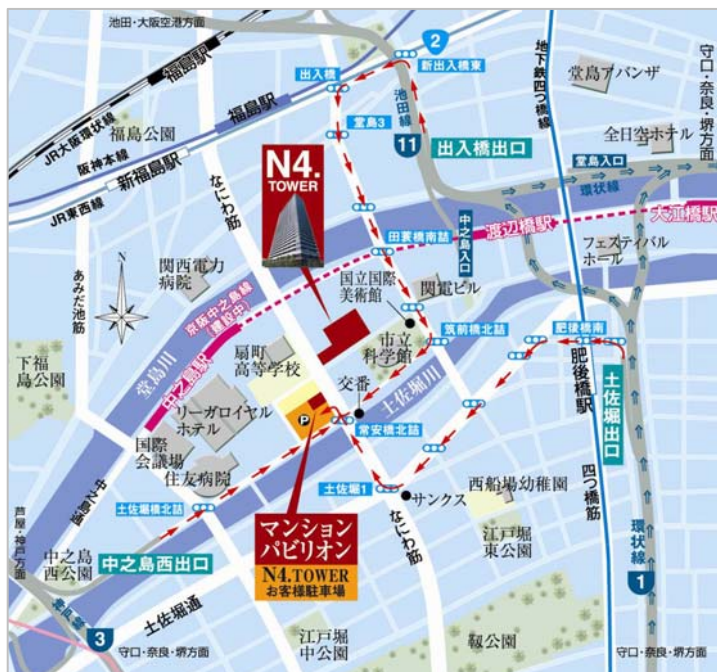 池田・大阪空港方面
福島駅
JR大阪環状線
阪神本線
福島駅
新福島駅
JR東西線
福島公園
出入橋
2
新出入橋東
地下鉄四つ橋線
堂島アバンザ
守口・奈良・堺方面
堂島3
池田線
11
出入橋出口
全日空ホテル
堂島入口
環状線
大江橋駅
渡辺橋駅
中之島入口
フェスティバル
ホール
なにわ筋
N4.
TOWER
田蓑橋南詰
国立国際
美術館
関電ビル
あみだ池筋
N
関西電力
病院
京阪中之島線
(建設中)
筑前橋北詰
肥後橋南
市立
科学館
扇町
高等学校
堂島川
中之島駅
下福
島公園
土佐堀川
肥後橋駅
土佐堀出口
交番
リーガロイヤル
ホテル
P
常安橋北詰
国際
会議場
住友病院
中之島通
土佐堀橋北詰
土佐堀1
サンクス
西船場幼稚園
四つ橋筋
芦屋・神戸方面
中之島
西公園
中之島西出口
マンション
パビリオン
N4.TOWER
お客様駐車場
なにわ筋
江戸堀
東公園
環状線
1
神戸線
3
土佐堀通
守口・奈良・堺方面
江戸堀
中公園
靱公園
守口・奈良・堺方面